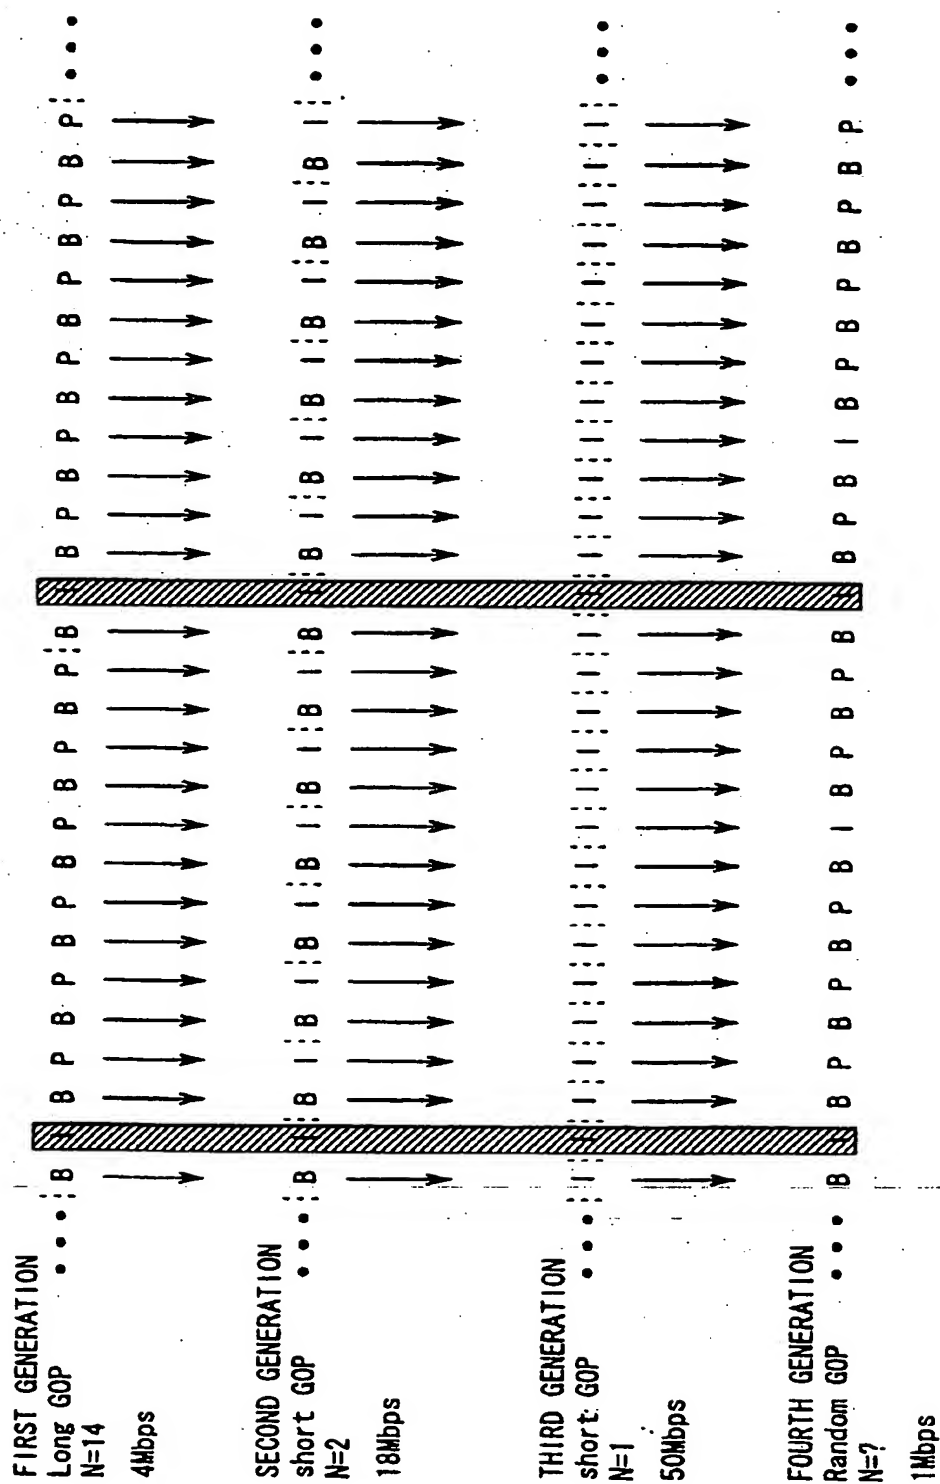 FIRST GENERATION
Long GOP ••• B I B P B P B P B P B P B P B I B P B P B P B P B P B P •••
N=14
4Mbps
SECOND GENERATION
short GOP ••• B I B I B I B I B I B I B I B I B I B I B I B I B I B I •••
N=2
18Mbps
THIRD GENERATION
short GOP ••• I I I I I I I I I I I I I I I I I I I I I I I I I I I I •••
N=1
50Mbps
FOURTH GENERATION
Random GOP ••• B I B P B P B P B I B P B P B I B P B I B P B P B P B P •••
N=?
1Mbps